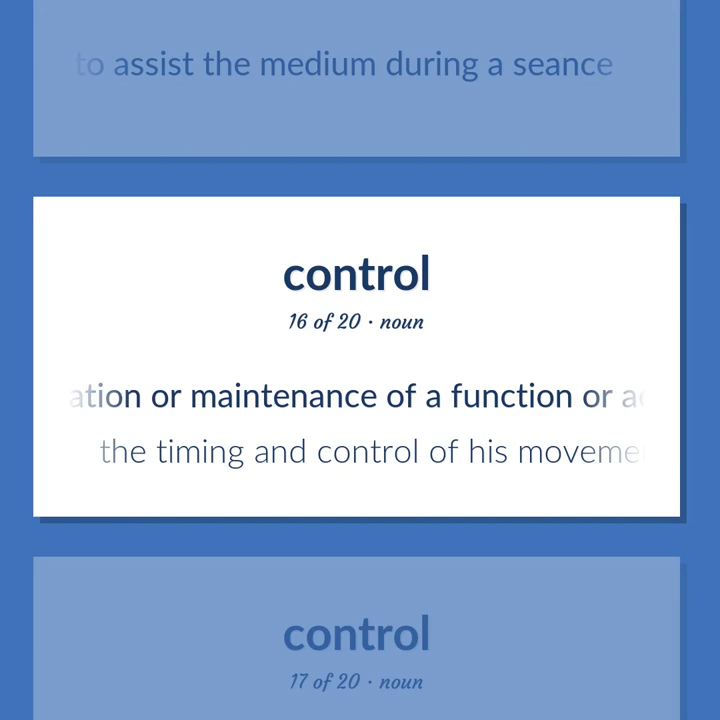 to assist the medium during a seance
control
16 of 20 · noun
ation or maintenance of a function or ac
the timing and control of his moveme
control
17 of 20 · noun